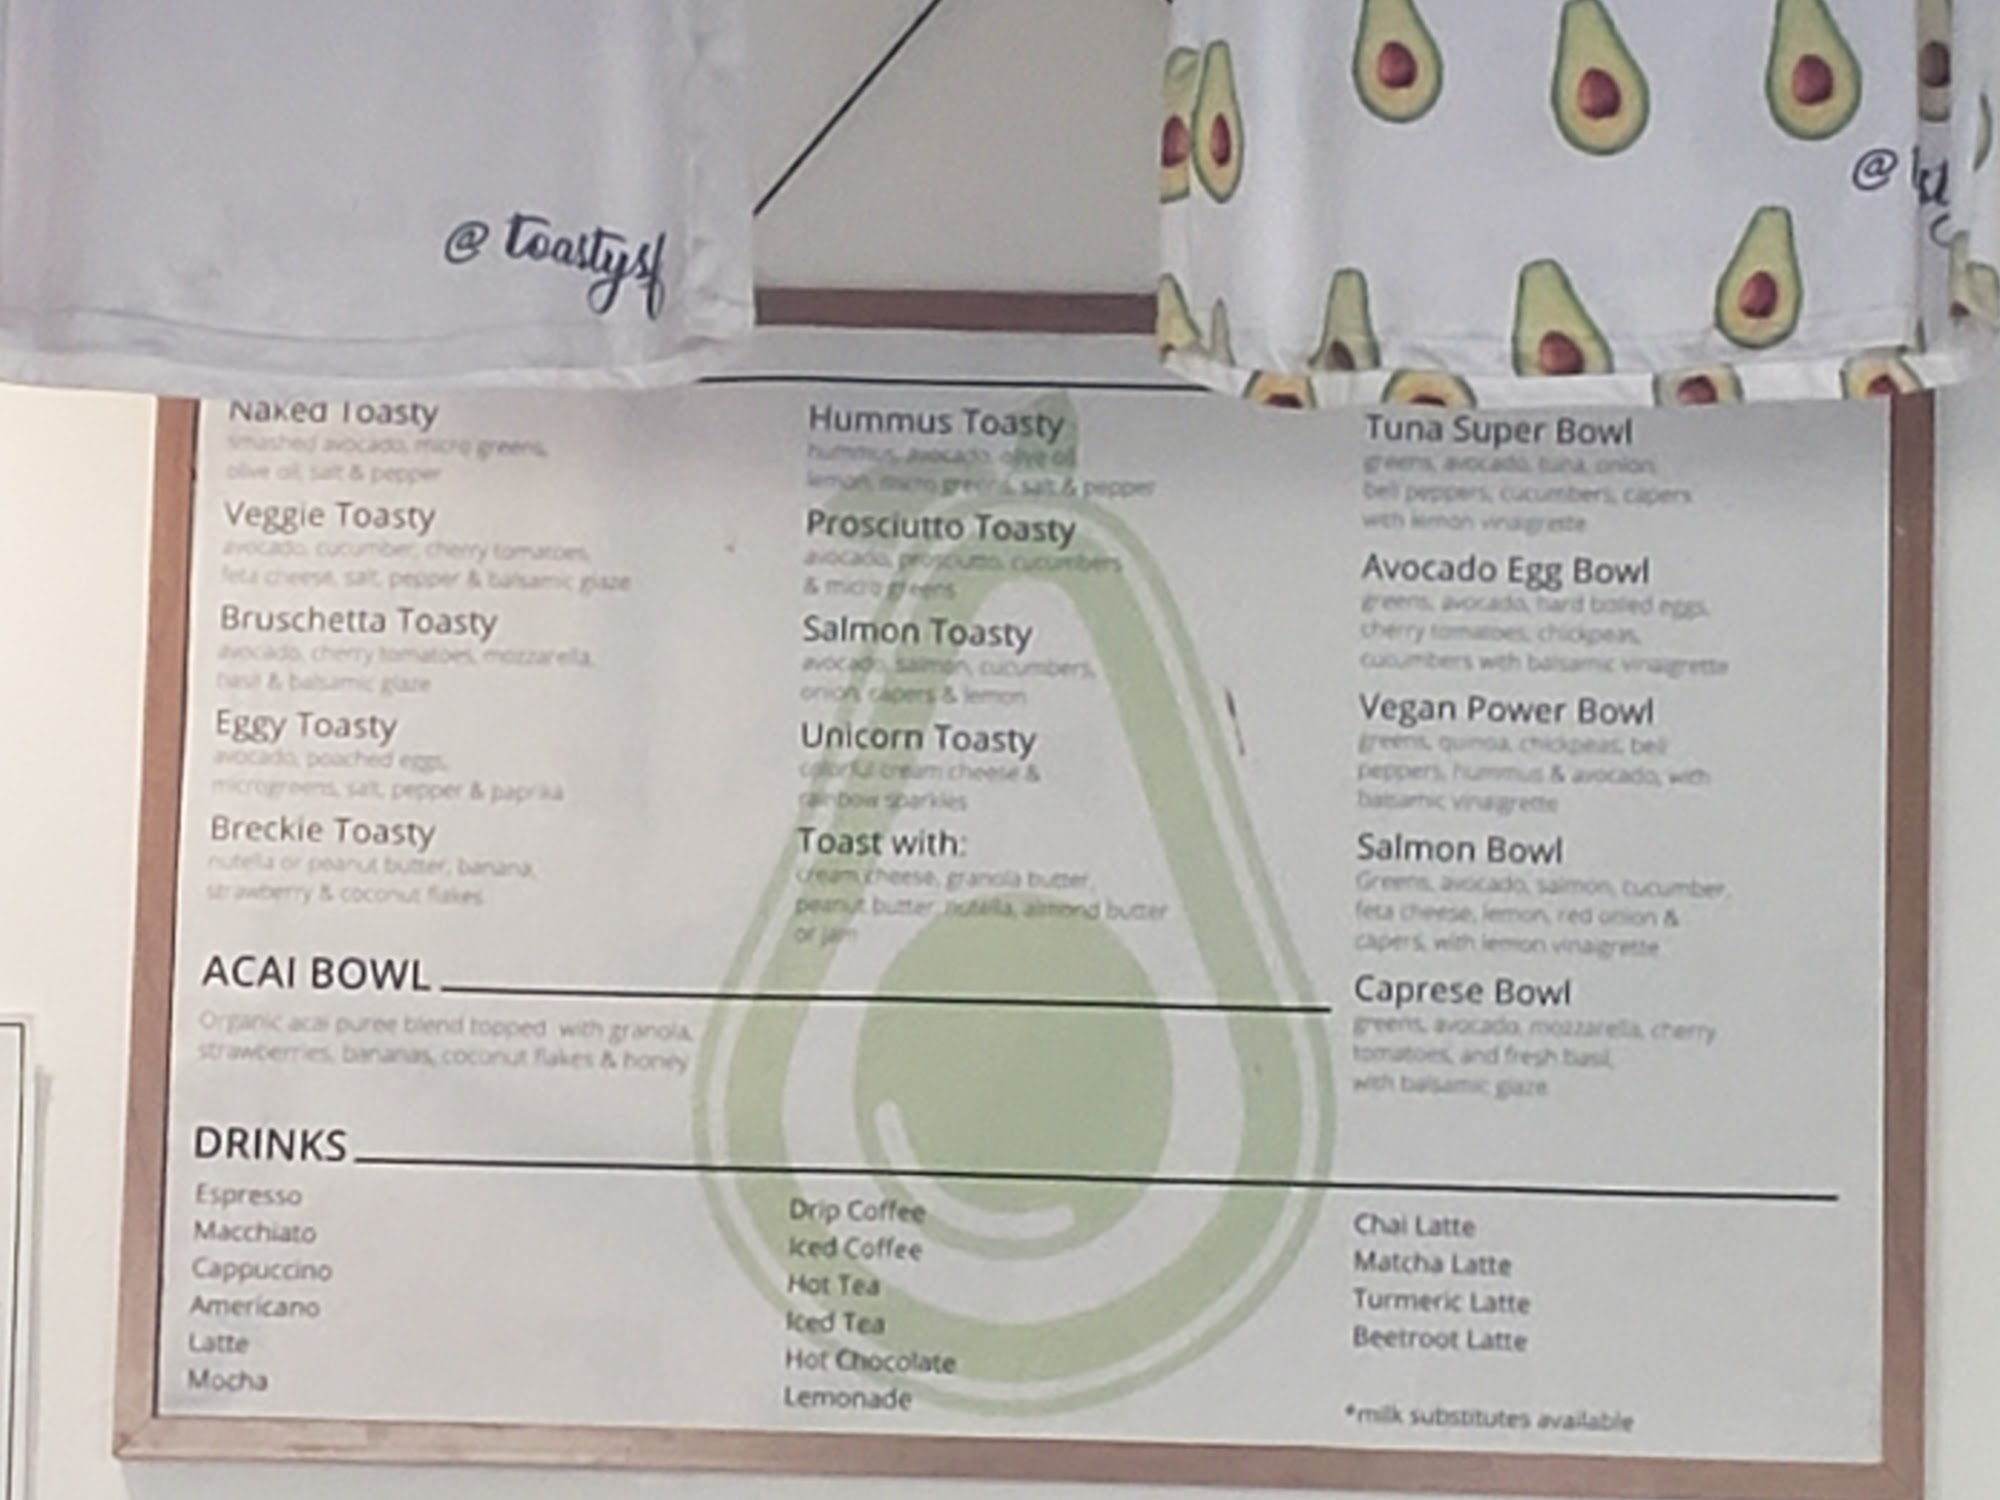 @ toastysf
@
Naked Toasty
smashed avocado, micro greens,
olive oil, salt & pepper
Veggie Toasty
avocado, cucumber, cherry tomatoes,
feta cheese, salt, pepper & balsamic glaze
Bruschetta Toasty
avocado, cherry tomatoes, mozzarella,
basil & balsamic glaze
Eggy Toasty
avocado, poached eggs,
microgreens, salt, pepper & paprika
Breckie Toasty
nutella or peanut butter, banana,
strawberry & coconut flakes
Hummus Toasty
hummus, avocado, olive oil
lemon, micro greens, salt & pepper
Prosciutto Toasty
avocado, prosciutto, cucumbers
& micro greens
Salmon Toasty
avocado, salmon, cucumbers,
onion, capers & lemon
Unicorn Toasty
colorful cream cheese &
rainbow sparkles
Toast with:
cream cheese, granola butter,
peanut butter, nutella, almond butter
or jam
Tuna Super Bowl
greens, avocado, tuna, onion,
bell peppers, cucumbers, capers
with lemon vinaigrette
Avocado Egg Bowl
greens, avocado, hard boiled eggs,
cherry tomatoes, chickpeas,
cucumbers with balsamic vinaigrette
Vegan Power Bowl
greens, quinoa, chickpeas, bell
peppers, hummus & avocado, with
balsamic vinaigrette
Salmon Bowl
Greens, avocado, salmon, cucumber,
feta cheese, lemon, red onion &
capers, with lemon vinaigrette
Caprese Bowl
greens, avocado, mozzarella, cherry
tomatoes, and fresh basil,
with balsamic glaze
ACAI BOWL
Organic acai puree blend topped with granola,
strawberries, bananas, coconut flakes & honey
DRINKS
Espresso
Macchiato
Cappuccino
Americano
Latte
Mocha
Drip Coffee
Iced Coffee
Hot Tea
Iced Tea
Hot Chocolate
Lemonade
Chai Latte
Matcha Latte
Turmeric Latte
Beetroot Latte
*milk substitutes available